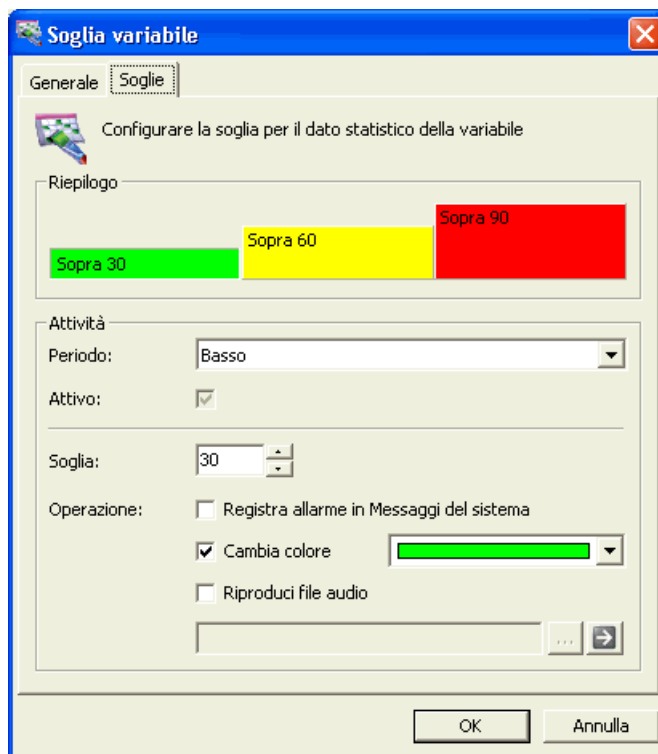 Soglia variabile
Generale Soglie
Configurare la soglia per il dato statistico della variabile
Riepilogo
Sopra 30
Sopra 60
Sopra 90
Attività
Periodo: Basso
Attivo:
Soglia: 30
Operazione: Registra allarme in Messaggi del sistema
Cambia colore
Riproduci file audio
...
OK Annulla